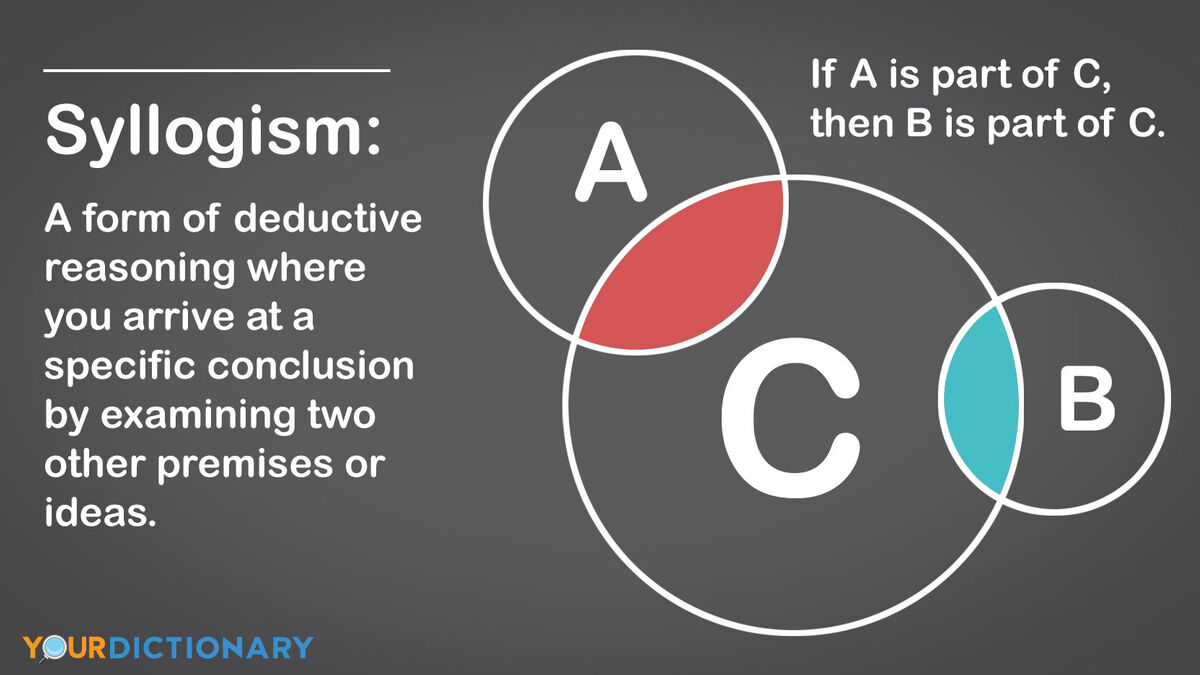 Syllogism:
A form of deductive
reasoning where
you arrive at a
specific conclusion
by examining two
other premises or
ideas.
If A is part of C,
then B is part of C.
A
C
B
YOURDICTIONARY